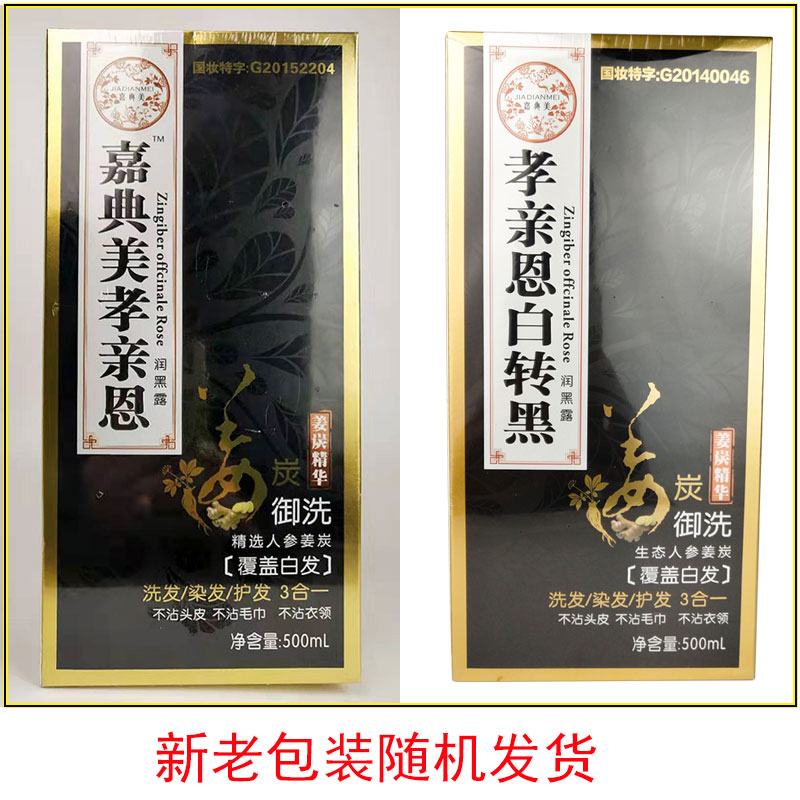 国妆特字:G20152204
JIADIANMEI
嘉典美
嘉典美孝亲恩
TM
Zingiber offcinale Rose
润黑露
姜
炭
姜炭精华
御洗
精选人参姜炭
〔覆盖白发〕
洗发/染发/护发 3合一
不沾头皮 不沾毛巾 不沾衣领
净含量:500mL
国妆特字:G20140046
JIADIANMEI
嘉典美
孝亲恩白转黑
Zingiber offcinale Rose
润黑露
姜
炭
姜炭精华
御洗
生态人参姜炭
〔覆盖白发〕
洗发/染发/护发 3合一
不沾头皮 不沾毛巾 不沾衣领
净含量:500mL
新老包装随机发货